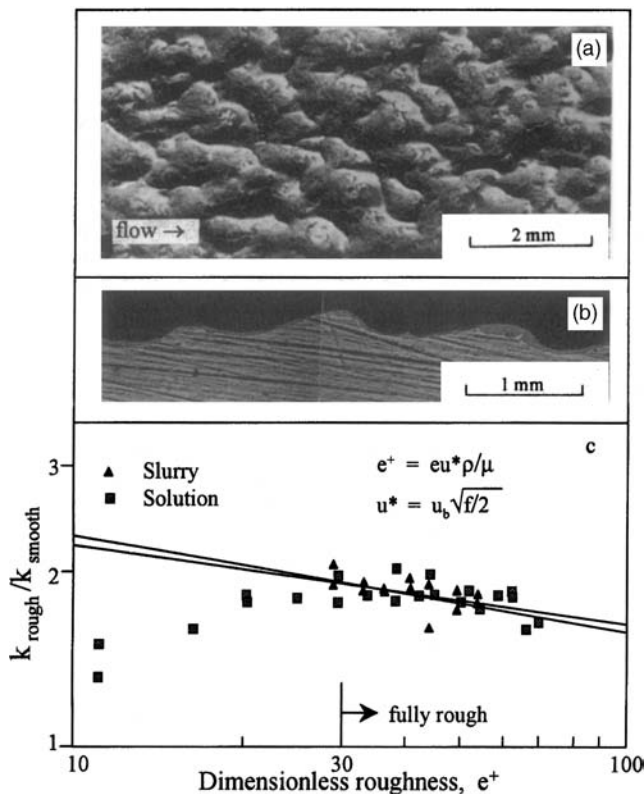 (a)
flow →
2 mm
(b)
1 mm
c
▲ Slurry
■ Solution
e⁺ = eu*ρ/μ
u* = u_b√f/2
3
2
1
k_rough/k_smooth
fully rough
10
30
100
Dimensionless roughness, e⁺